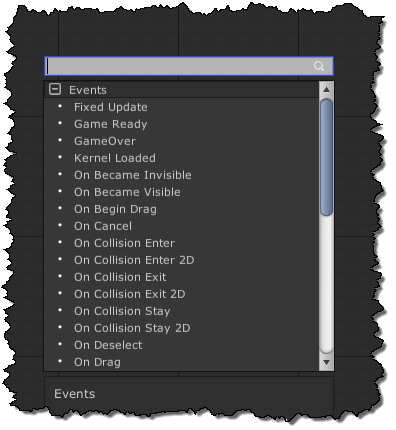 Events
Fixed Update
Game Ready
GameOver
Kernel Loaded
On Became Invisible
On Became Visible
On Begin Drag
On Cancel
On Collision Enter
On Collision Enter 2D
On Collision Exit
On Collision Exit 2D
On Collision Stay
On Collision Stay 2D
On Deselect
On Drag
Events